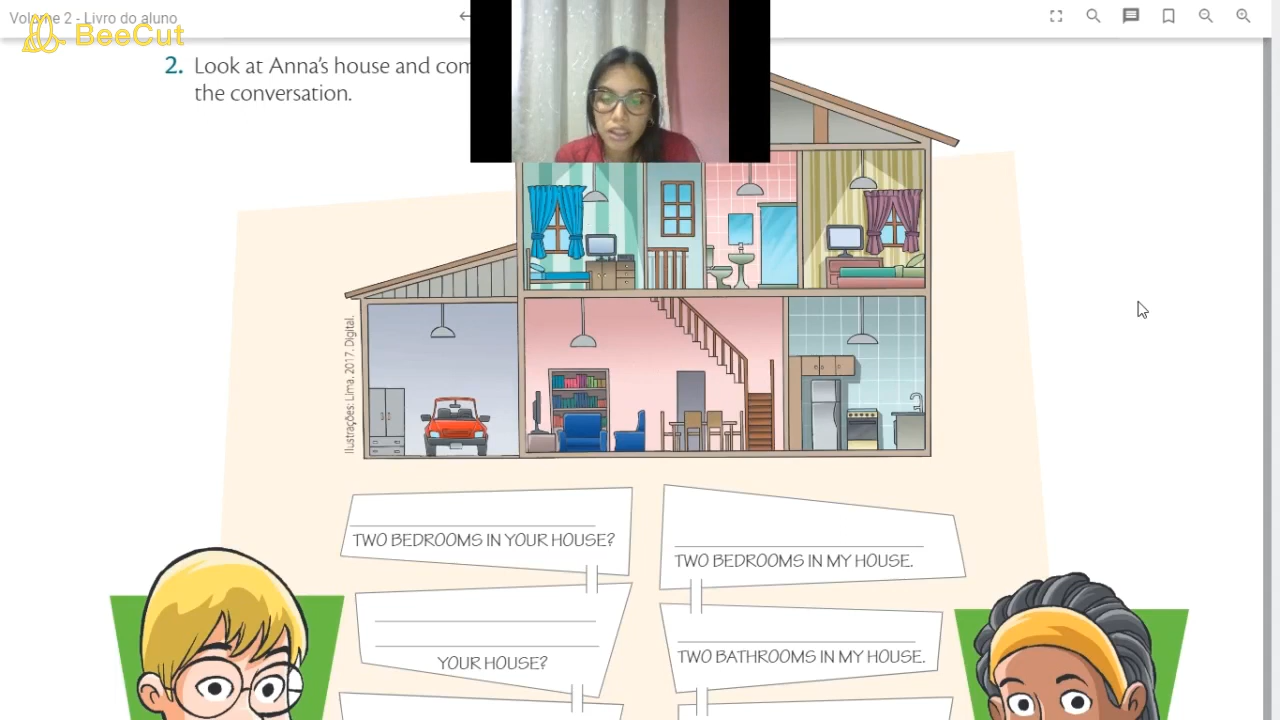 Volume 2 - Livro do aluno
BeeCut
2. Look at Anna's house and com
the conversation.
Ilustrações: Lima. 2017. Digital.
TWO BEDROOMS IN YOUR HOUSE?
TWO BEDROOMS IN MY HOUSE.
YOUR HOUSE?
TWO BATHROOMS IN MY HOUSE.